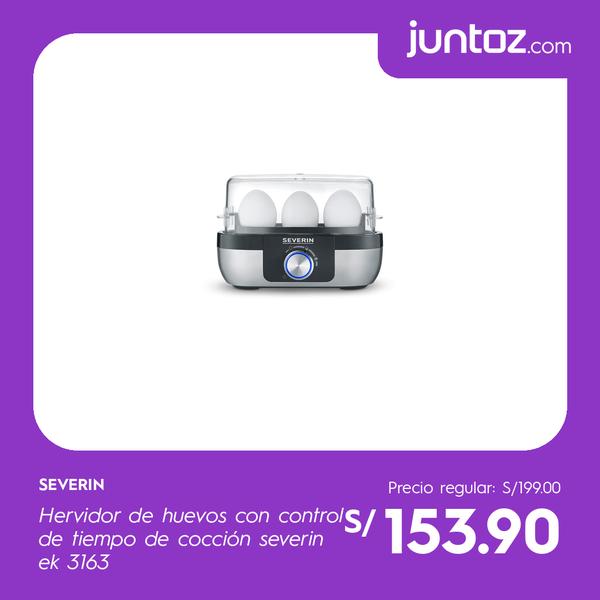 juntoz.com
SEVERIN
SEVERIN
Precio regular: S/199.00
Hervidor de huevos con control
de tiempo de cocción severin
ek 3163
S/ 153.90